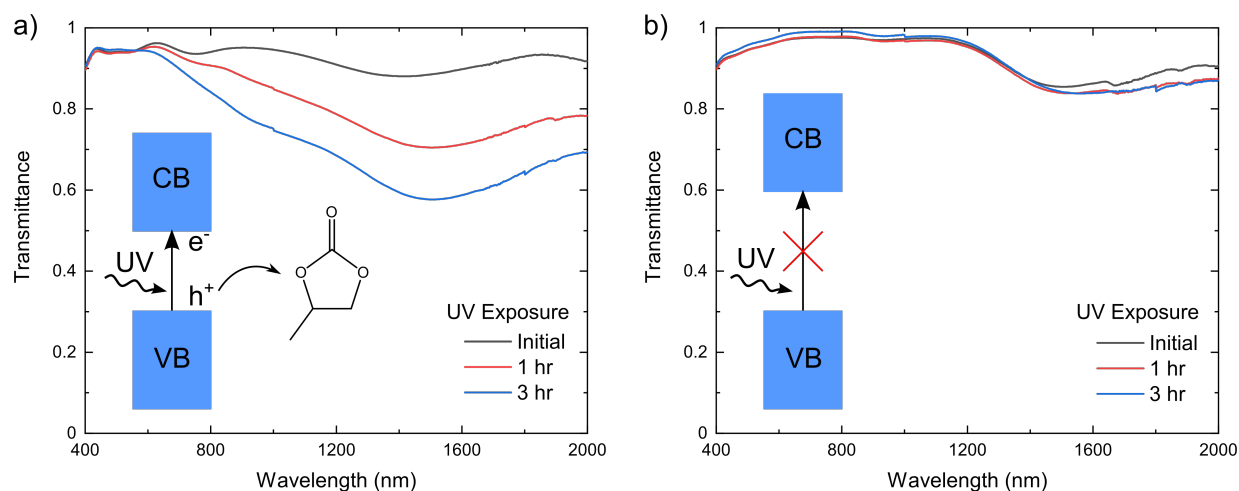 a)
Transmittance
1
0.8
0.6
0.4
0.2
0
CB
e-
UV
h+
VB
O
O
O
UV Exposure
Initial
1 hr
3 hr
400
800
1200
1600
2000
Wavelength (nm)
b)
Transmittance
1
0.8
0.6
0.4
0.2
0
CB
UV
VB
UV Exposure
Initial
1 hr
3 hr
400
800
1200
1600
2000
Wavelength (nm)